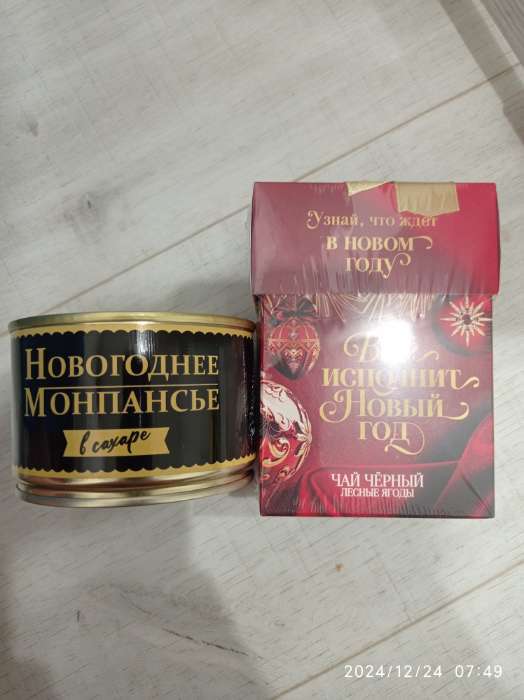 Новогоднее
Монпансье
в сахаре
Узнай, что ждёт
в новом
году
исполнит
Новый
год
Чай чёрный
лесные ягоды
2024/12/24 07:49